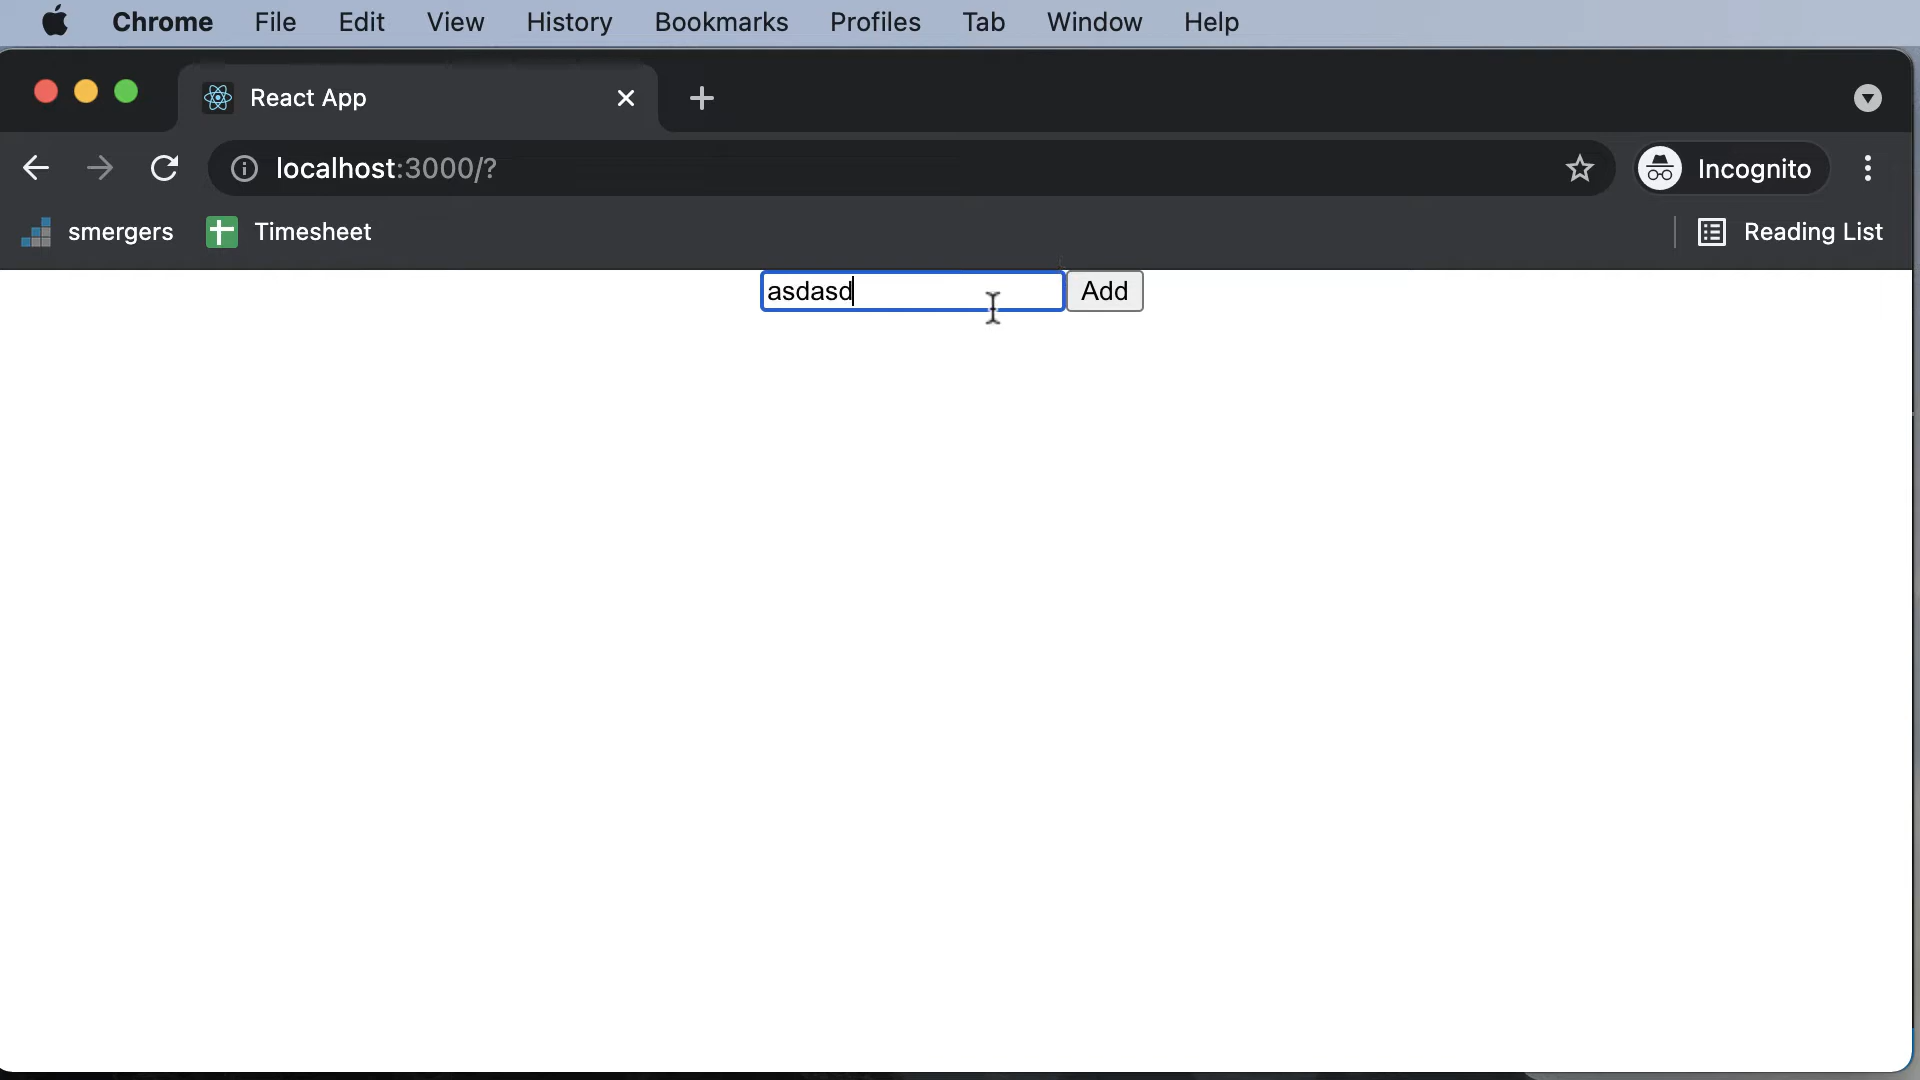 Chrome File Edit View History Bookmarks Profiles Tab Window Help
React App
localhost:3000/?
Incognito
smergers Timesheet Reading List
asdasd Add